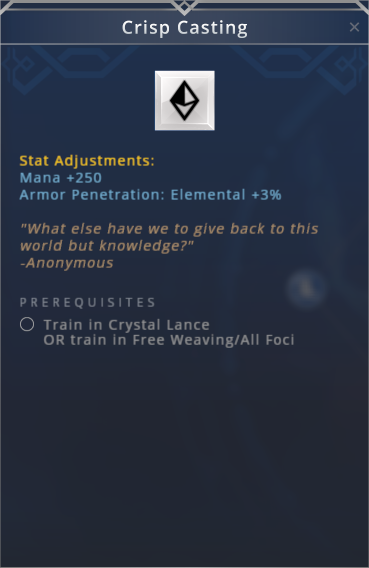 Crisp Casting
Stat Adjustments:
Mana +250
Armor Penetration: Elemental +3%
"What else have we to give back to this
world but knowledge?"
-Anonymous
PREREQUISITES
Train in Crystal Lance
OR train in Free Weaving/All Foci